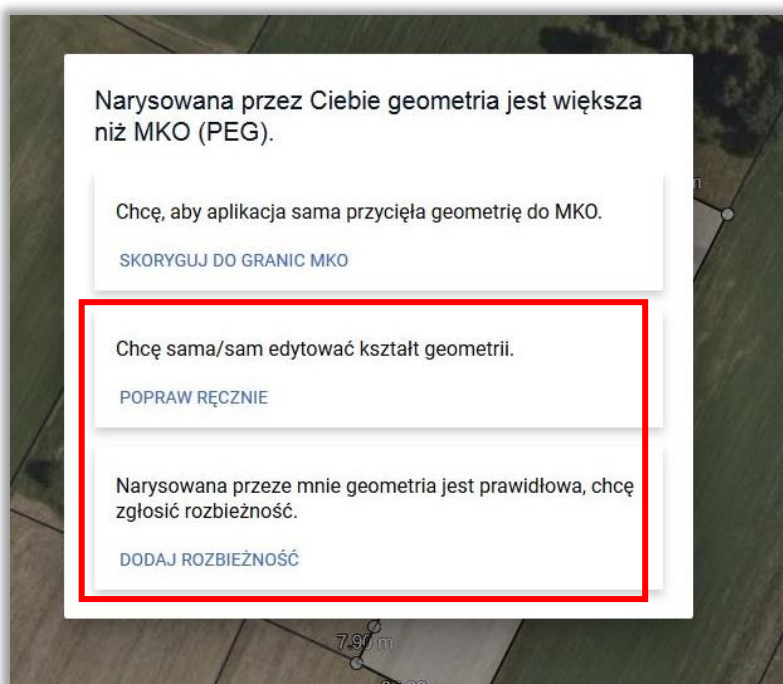 Narysowana przez Ciebie geometria jest większa
niż MKO (PEG).
Chcę, aby aplikacja sama przycięła geometrię do MKO.
SKORYGUJ DO GRANIC MKO
Chcę sama/sam edytować kształt geometrii.
POPRAW RĘCZNIE
Narysowana przeze mnie geometria jest prawidłowa, chcę
zgłosić rozbieżność.
DODAJ ROZBIEŻNOŚĆ
7.90 m